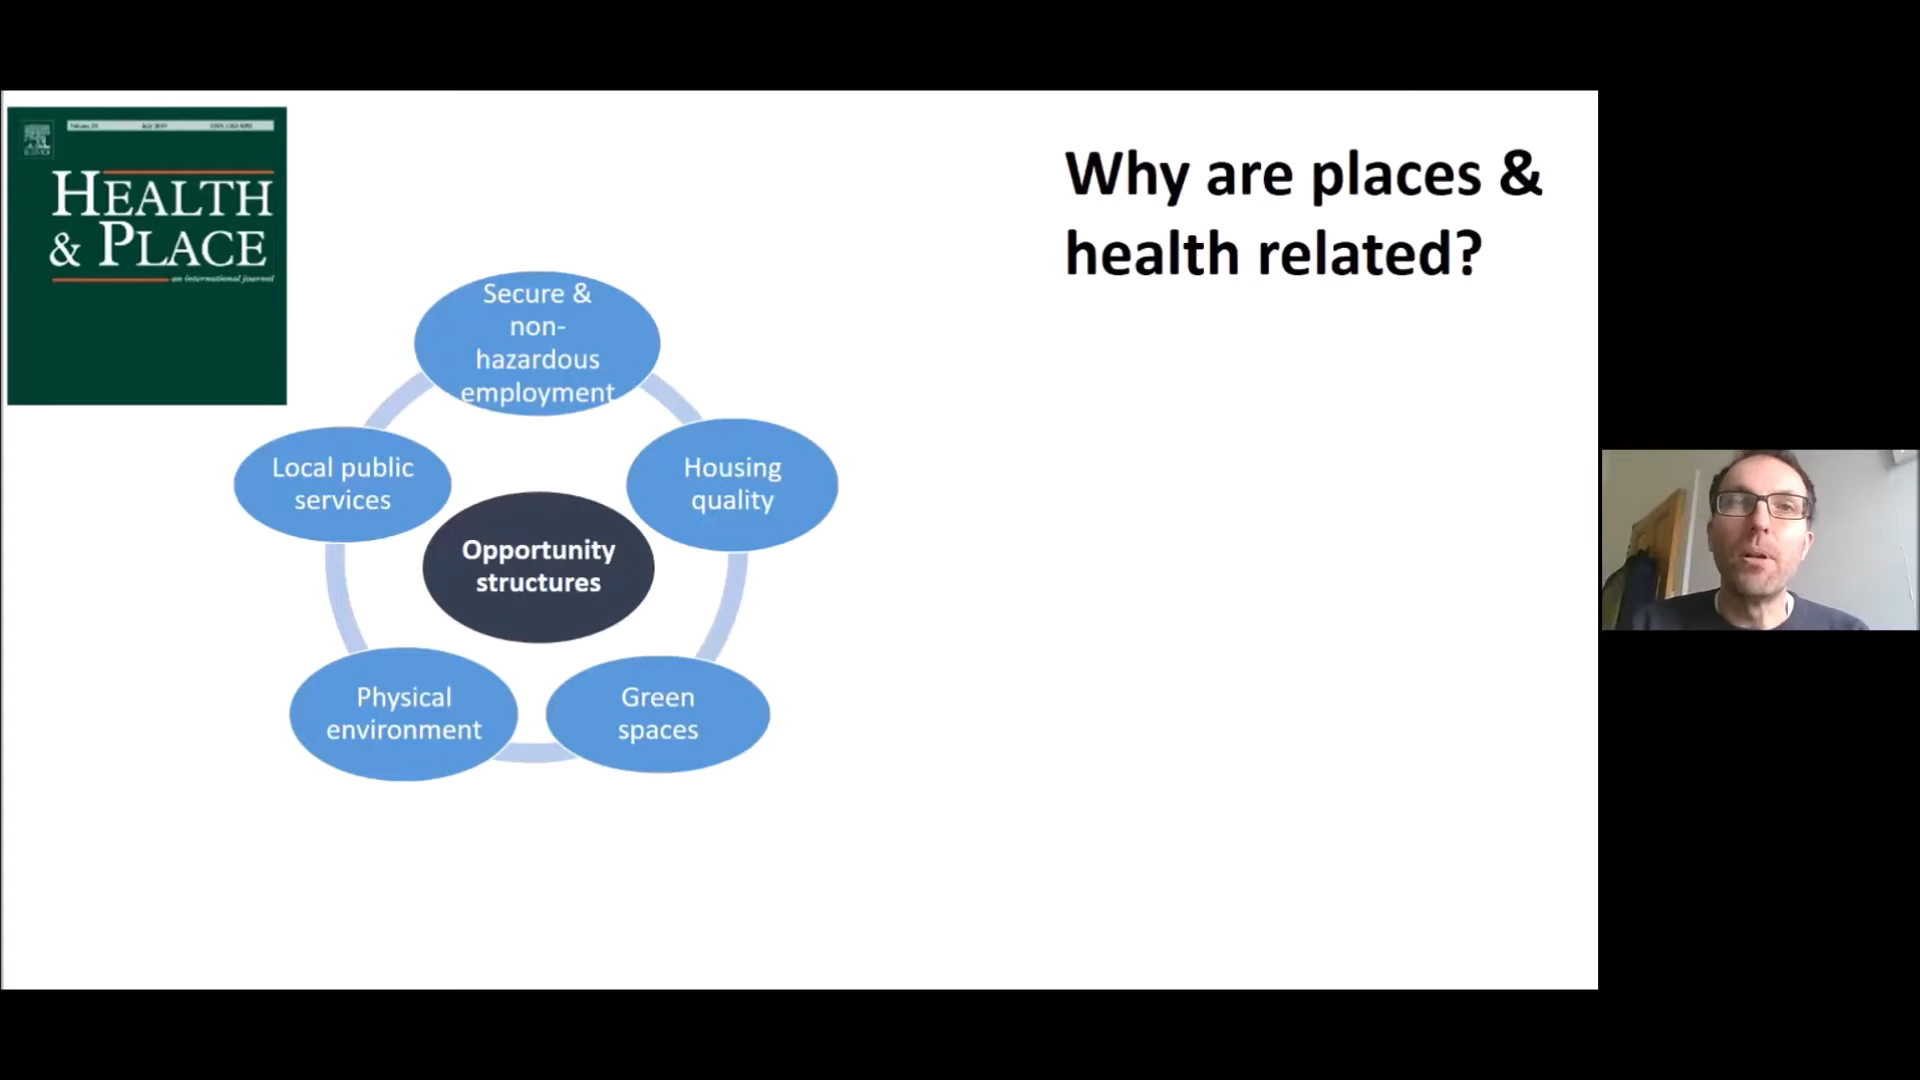 HEALTH
& PLACE
an international journal
Why are places &
health related?
Secure &
non-
hazardous
employment
Local public
services
Housing
quality
Opportunity
structures
Physical
environment
Green
spaces